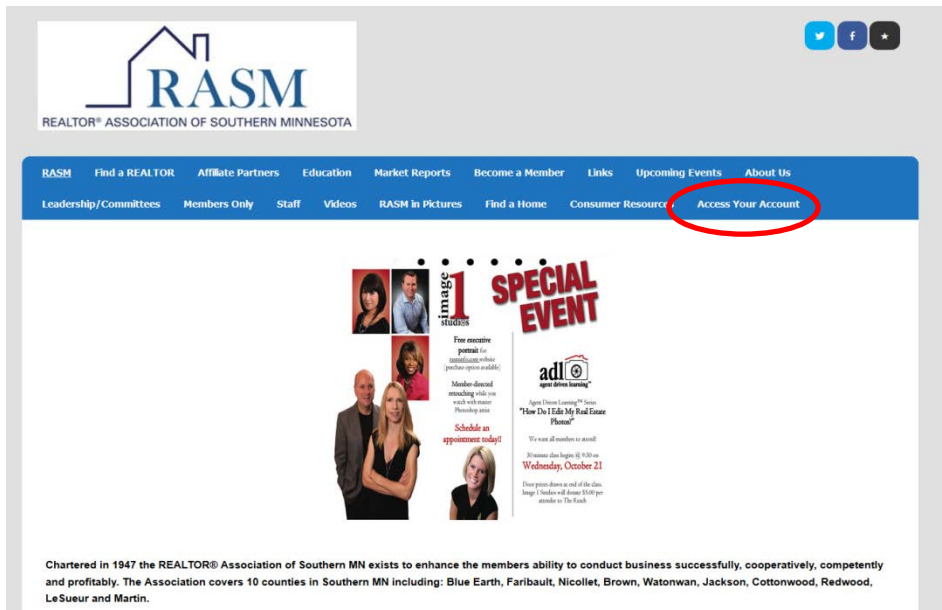 RASM
REALTOR® ASSOCIATION OF SOUTHERN MINNESOTA
RASM Find a REALTOR Affiliate Partners Education Market Reports Become a Member Links Upcoming Events About Us
Leadership/Committees Members Only Staff Videos RASM in Pictures Find a Home Consumer Resources Access Your Account
image
1
studios
SPECIAL
EVENT
Free executive
portrait for
website
(purchase option available)
Member-directed
retouching while you
watch with master
Photoshop artist
Schedule an
appointment today!!
adl
agent driven learning™
Agent Driven Learning™ Series
"How Do I Edit My Real Estate
Photos?"
We want all members to attend!
30 minute class begins @ 9:30 on
Wednesday, October 21
Door prizes drawn at end of the class.
Image 1 Studios will donate $5.00 per
attendee to The Reach
Chartered in 1947 the REALTOR® Association of Southern MN exists to enhance the members ability to conduct business successfully, cooperatively, competently
and profitably. The Association covers 10 counties in Southern MN including: Blue Earth, Faribault, Nicollet, Brown, Watonwan, Jackson, Cottonwood, Redwood,
LeSueur and Martin.